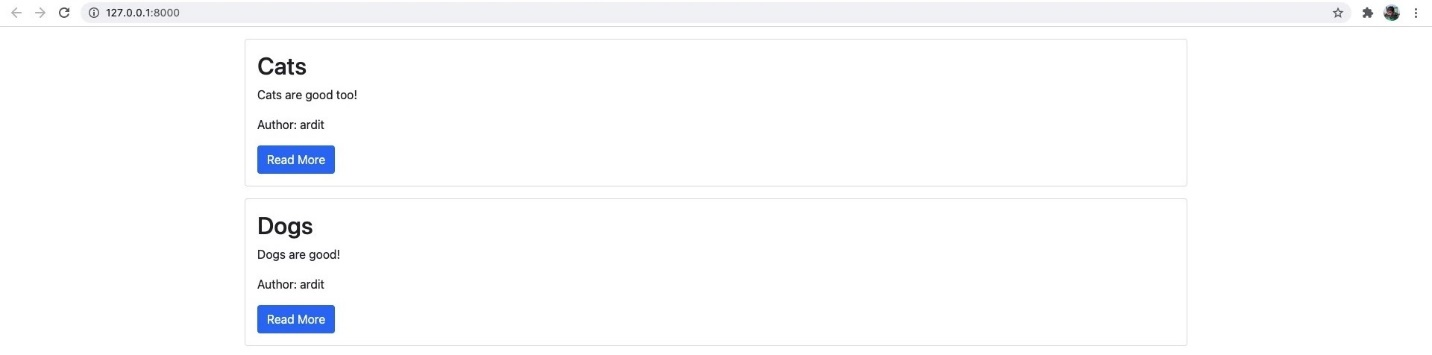 127.0.0.1:8000
Cats
Cats are good too!
Author: ardit
Read More
Dogs
Dogs are good!
Author: ardit
Read More